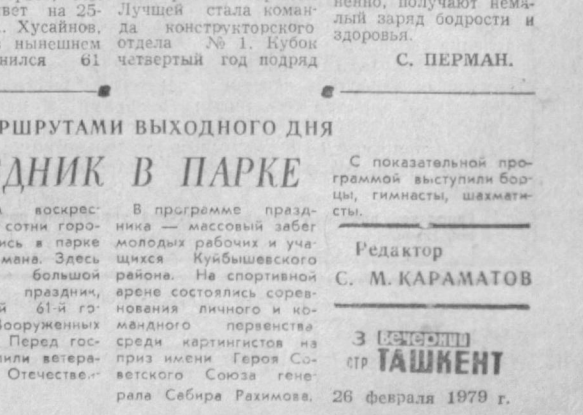 вет на 25-
Хусайнов,
нынешнем
61
Лучшей стала коман-
да конструкторского
отдела № 1. Кубок
четвертый год подряд
получают нема-
лый заряд бодрости и
здоровья.
С. ПЕРМАН.
РШРУТАМИ ВЫХОДНОГО ДНЯ
ДНИК В ПАРКЕ
воскрес-
сотни горо-
ись в парке
мана. Здесь
большой
праздник,
й 61-й го-
Вооруженных
Перед гос-
пили ветера-
Отечестве-
В программе празд-
ника — массовый забег
молодых рабочих и уча-
щихся Куйбышевского
района. На спортивной
арене состоялись сорев-
нования личного и ко-
мандного первенства
среди картингистов на
приз имени Героя Со-
ветского Союза гене-
рала Сабира Рахимова.
С показательной про-
граммой выступили бор-
цы, гимнасты, шахмати-
сты.
Редактор
С. М. КАРАМАТОВ
3 вечерний
стр ТАШКЕНТ
26 февраля 1979 г.